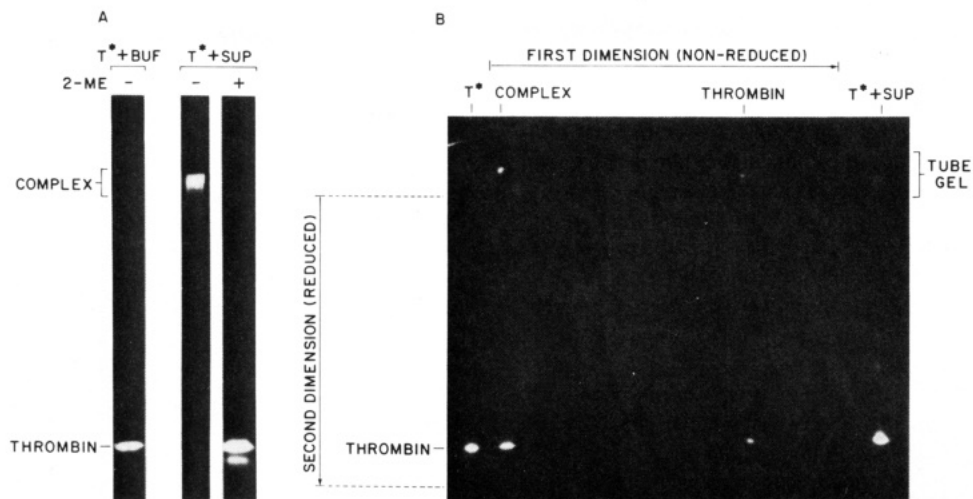 A
T*+BUF T*+SUP
2-ME - - +
COMPLEX
THROMBIN
B
FIRST DIMENSION (NON-REDUCED)
T* COMPLEX THROMBIN T*+SUP
TUBE
GEL
SECOND DIMENSION (REDUCED)
THROMBIN